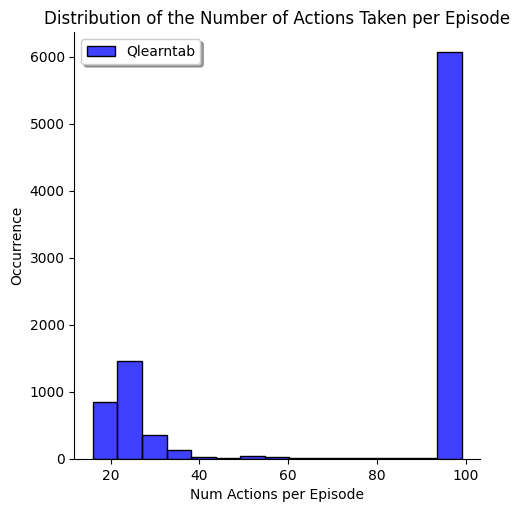 Distribution of the Number of Actions Taken per Episode
Qlearntab
6000
5000
4000
3000
2000
1000
0
Occurrence
20 40 60 80 100
Num Actions per Episode